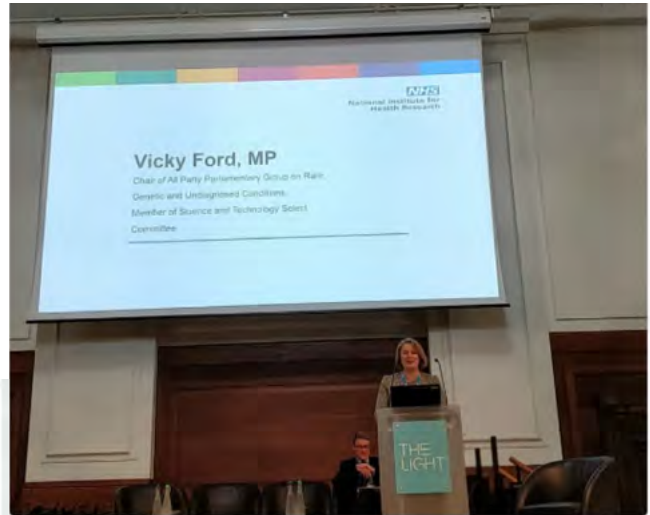 NHS
National Institute for
Health Research
Vicky Ford, MP
Chair of All Party Parliamentary Group on Rare,
Genetic and Undiagnosed Conditions,
Member of Science and Technology Select
Committee
THE
LIGHT